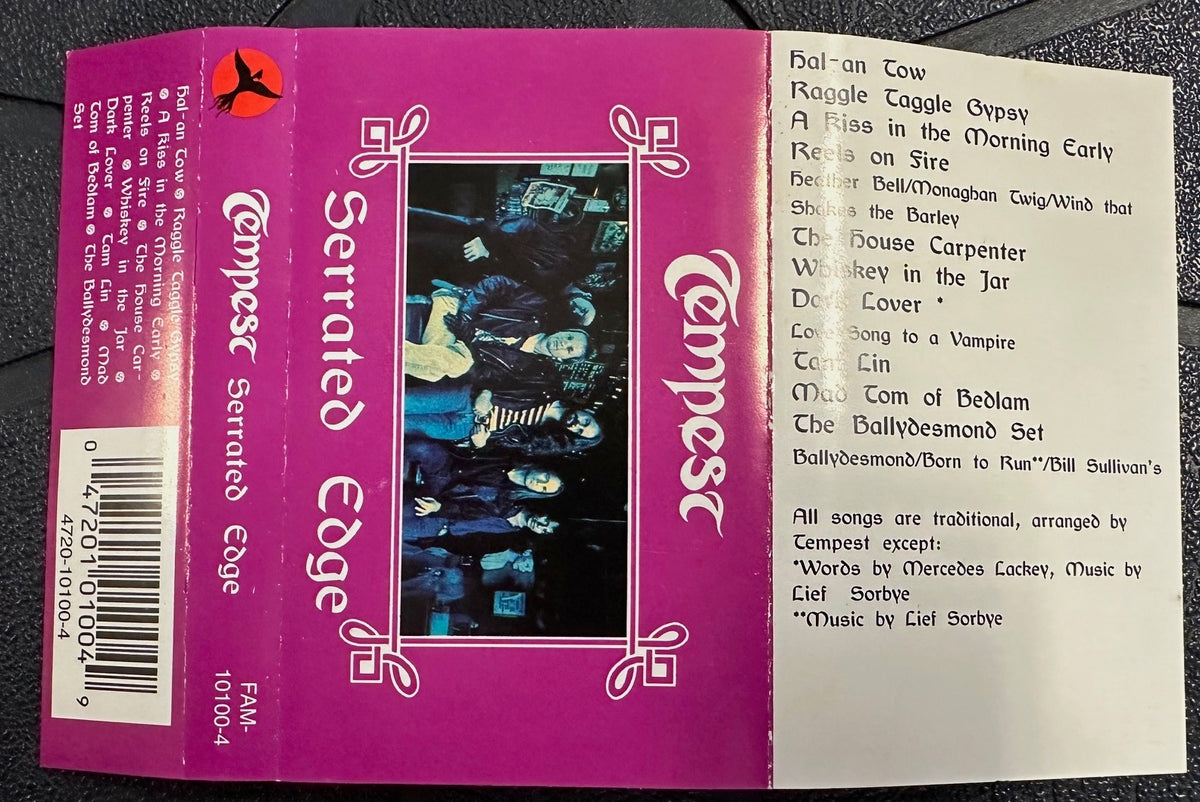 Hal-an Tow ⊛ Raggle Taggle Gypsy
⊛ A Kiss in the Morning Early ⊛
Reels on Fire ⊛ The House Car-
penter ⊛ Whiskey in the Jar ⊛
Dark Lover ⊛ Tam Lin ⊛ Mad
Tom of Bedlam ⊛ The Ballydesmond
Set
0 47201 01004 9
4720-10100-4
Tempest Serrated Edge
FAM-
10100-4
Tempest
Serrated Edge
Hal-an Tow
Raggle Taggle Gypsy
A Kiss in the Morning Early
Reels on Fire
Heather Bell/Monaghan Twig/Wind that
Shakes the Barley
The House Carpenter
Whiskey in the Jar
Dark Lover *
Love Song to a Vampire
Tam Lin
Mad Tom of Bedlam
The Ballydesmond Set
Ballydesmond/Born to Run**/Bill Sullivan's
All songs are traditional, arranged by
Tempest except:
*Words by Mercedes Lackey, Music by
Lief Sorbye
**Music by Lief Sorbye